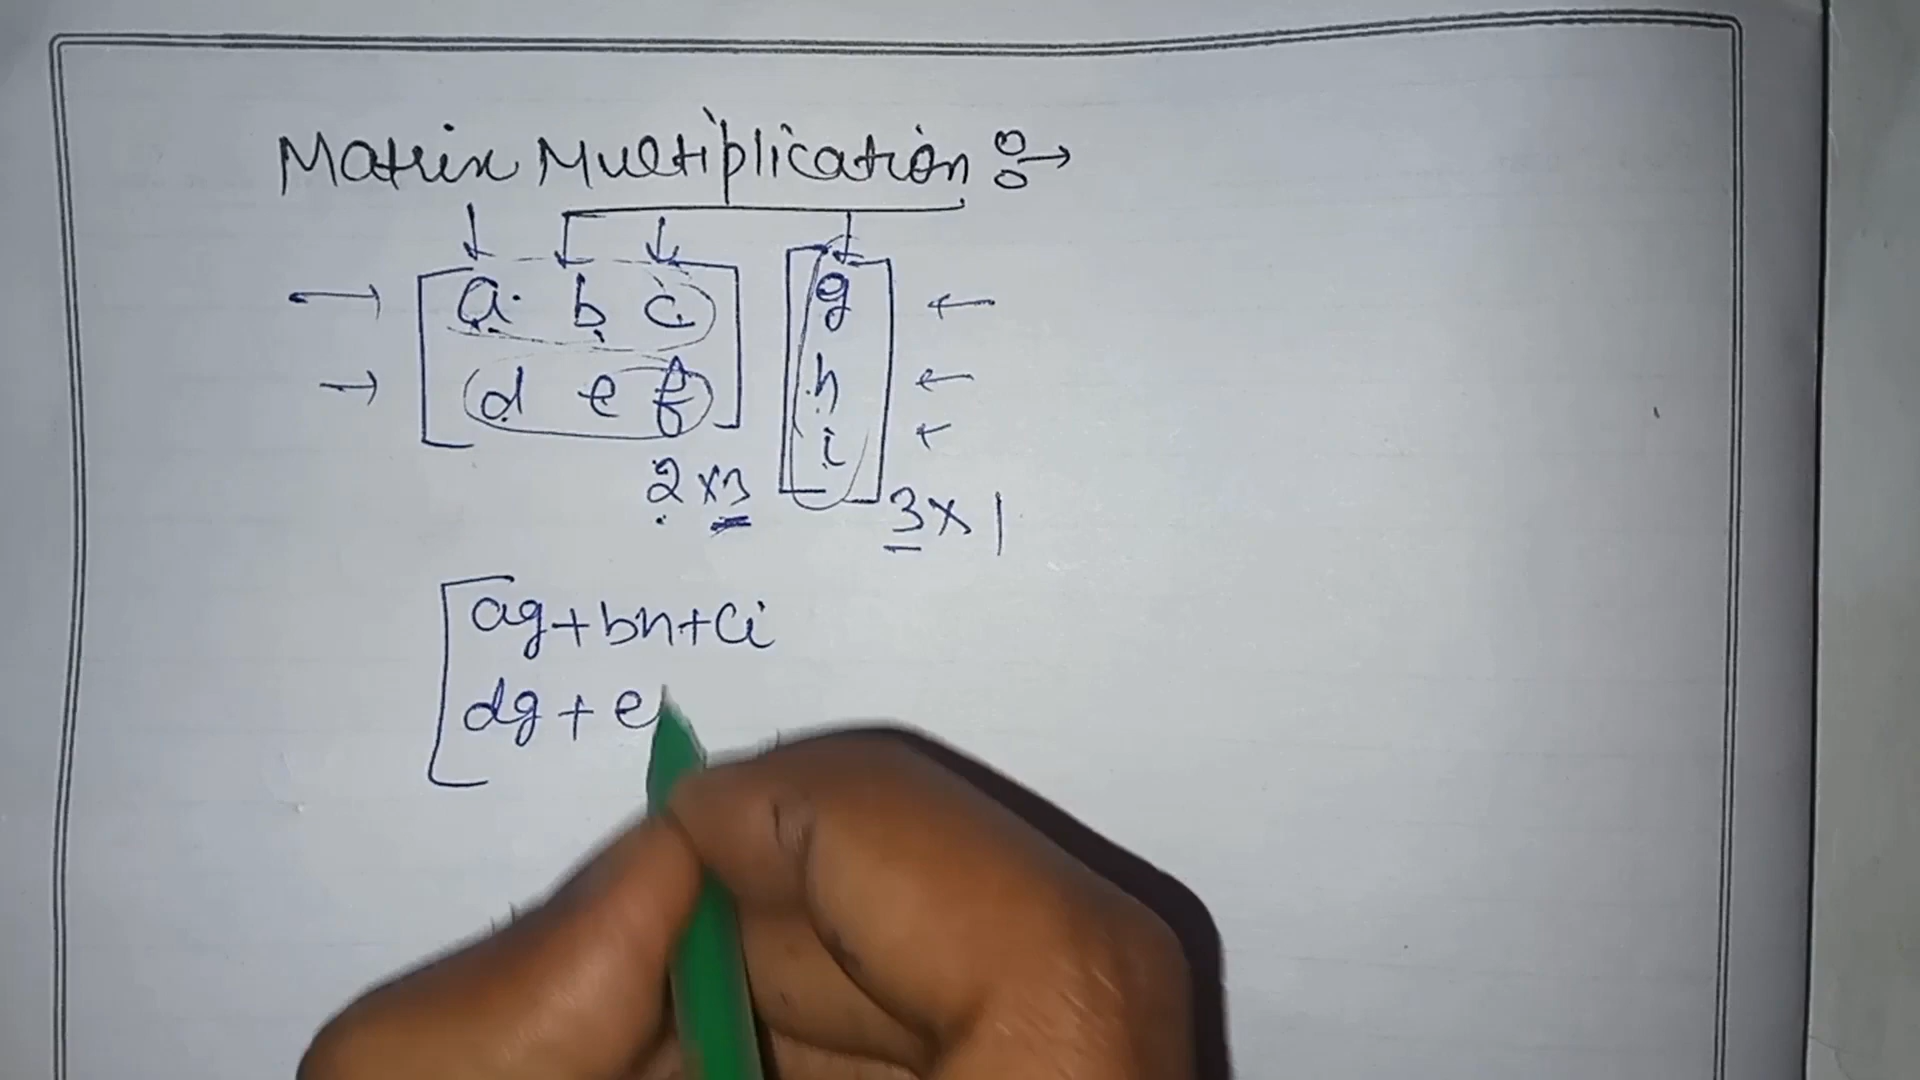 Matrix Multiplication :→
a b c g
d e f h
i
2 × 3
3 × 1
ag + bh + ci
dg + e